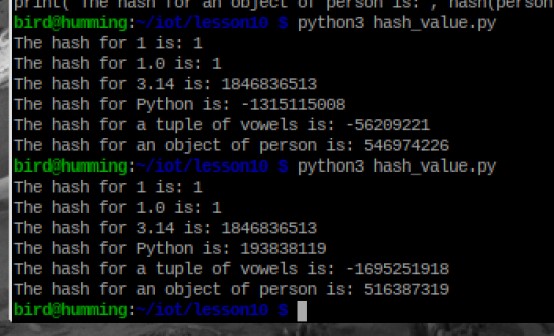 print( The hash for an object of person is: , hash(person
bird@humming:~/iot/lesson10 $ python3 hash_value.py
The hash for 1 is: 1
The hash for 1.0 is: 1
The hash for 3.14 is: 1846836513
The hash for Python is: -1315115008
The hash for a tuple of vowels is: -56209221
The hash for an object of person is: 546974226
bird@humming:~/iot/lesson10 $ python3 hash_value.py
The hash for 1 is: 1
The hash for 1.0 is: 1
The hash for 3.14 is: 1846836513
The hash for Python is: 193838119
The hash for a tuple of vowels is: -1695251918
The hash for an object of person is: 516387319
bird@humming:~/iot/lesson10 $